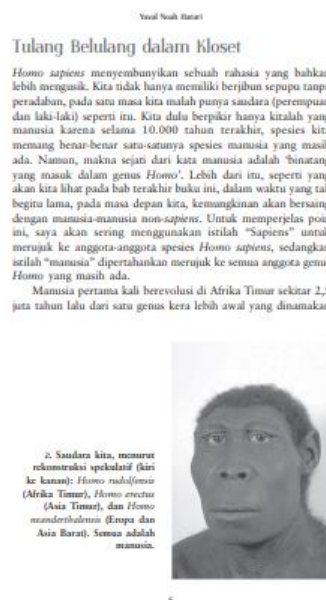 Yuval Noah Harari
Tulang Belulang dalam Kloset
Homo sapiens menyembunyikan sebuah rahasia yang bahkan
lebih mengusik. Kita tidak hanya memiliki berjibun sepupu tanpa
peradaban, pada satu masa kita malah punya saudara (perempuan
dan laki-laki) seperti itu. Kita dulu berpikir hanya kitalah yang
manusia karena selama 10.000 tahun terakhir, spesies kita
memang benar-benar satu-satunya spesies manusia yang masih
ada. Namun, makna sejati dari kata manusia adalah 'binatang
yang masuk dalam genus Homo'. Lebih dari itu, seperti yang
akan kita lihat pada bab terakhir buku ini, dalam waktu yang tak
begitu lama, pada masa depan kita, kemungkinan akan bersaing
dengan manusia-manusia non-sapiens. Untuk memperjelas poin
ini, saya akan sering menggunakan istilah "Sapiens" untuk
merujuk ke anggota-anggota spesies Homo sapiens, sedangkan
istilah "manusia" dipertahankan merujuk ke semua anggota genus
Homo yang masih ada.
Manusia pertama kali berevolusi di Afrika Timur sekitar 2,5
juta tahun lalu dari satu genus kera lebih awal yang dinamakan
2. Saudara kita, menurut
rekonstruksi spekulatif (kiri
ke kanan): Homo rudolfensis
(Afrika Timur), Homo erectus
(Asia Timur), dan Homo
neanderthalensis (Eropa dan
Asia Barat). Semua adalah
manusia.